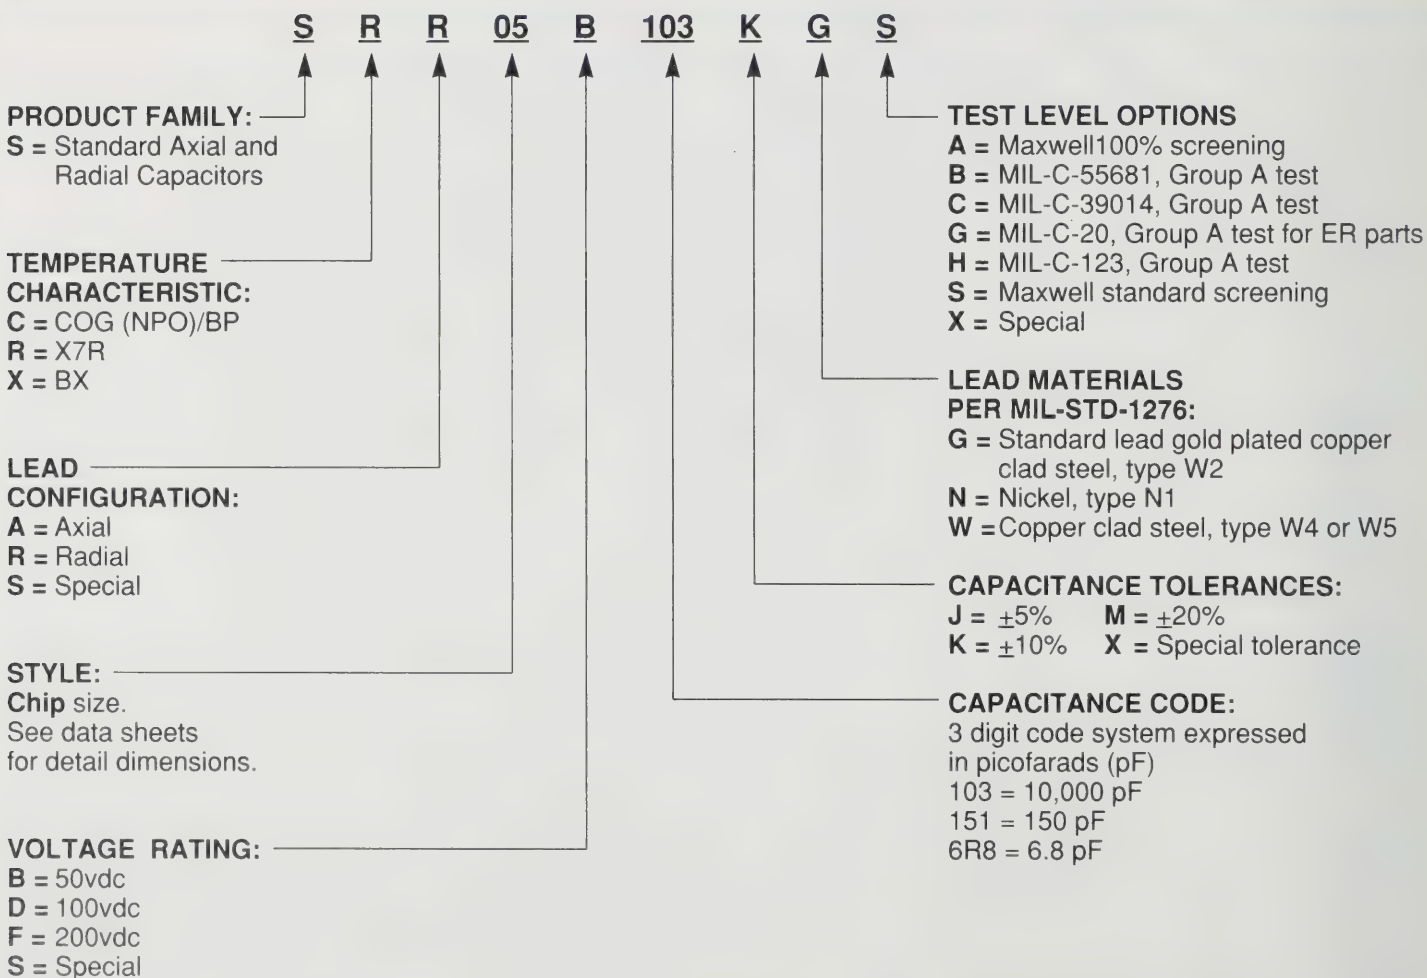 S R R 05 B 103 K G S
PRODUCT FAMILY:
S = Standard Axial and
Radial Capacitors
TEMPERATURE
CHARACTERISTIC:
C = COG (NPO)/BP
R = X7R
X = BX
LEAD
CONFIGURATION:
A = Axial
R = Radial
S = Special
STYLE:
Chip size.
See data sheets
for detail dimensions.
VOLTAGE RATING:
B = 50vdc
D = 100vdc
F = 200vdc
S = Special
TEST LEVEL OPTIONS
A = Maxwell100% screening
B = MIL-C-55681, Group A test
C = MIL-C-39014, Group A test
G = MIL-C-20, Group A test for ER parts
H = MIL-C-123, Group A test
S = Maxwell standard screening
X = Special
LEAD MATERIALS
PER MIL-STD-1276:
G = Standard lead gold plated copper
clad steel, type W2
N = Nickel, type N1
W =Copper clad steel, type W4 or W5
CAPACITANCE TOLERANCES:
J = ±5% M = ±20%
K = ±10% X = Special tolerance
CAPACITANCE CODE:
3 digit code system expressed
in picofarads (pF)
103 = 10,000 pF
151 = 150 pF
6R8 = 6.8 pF